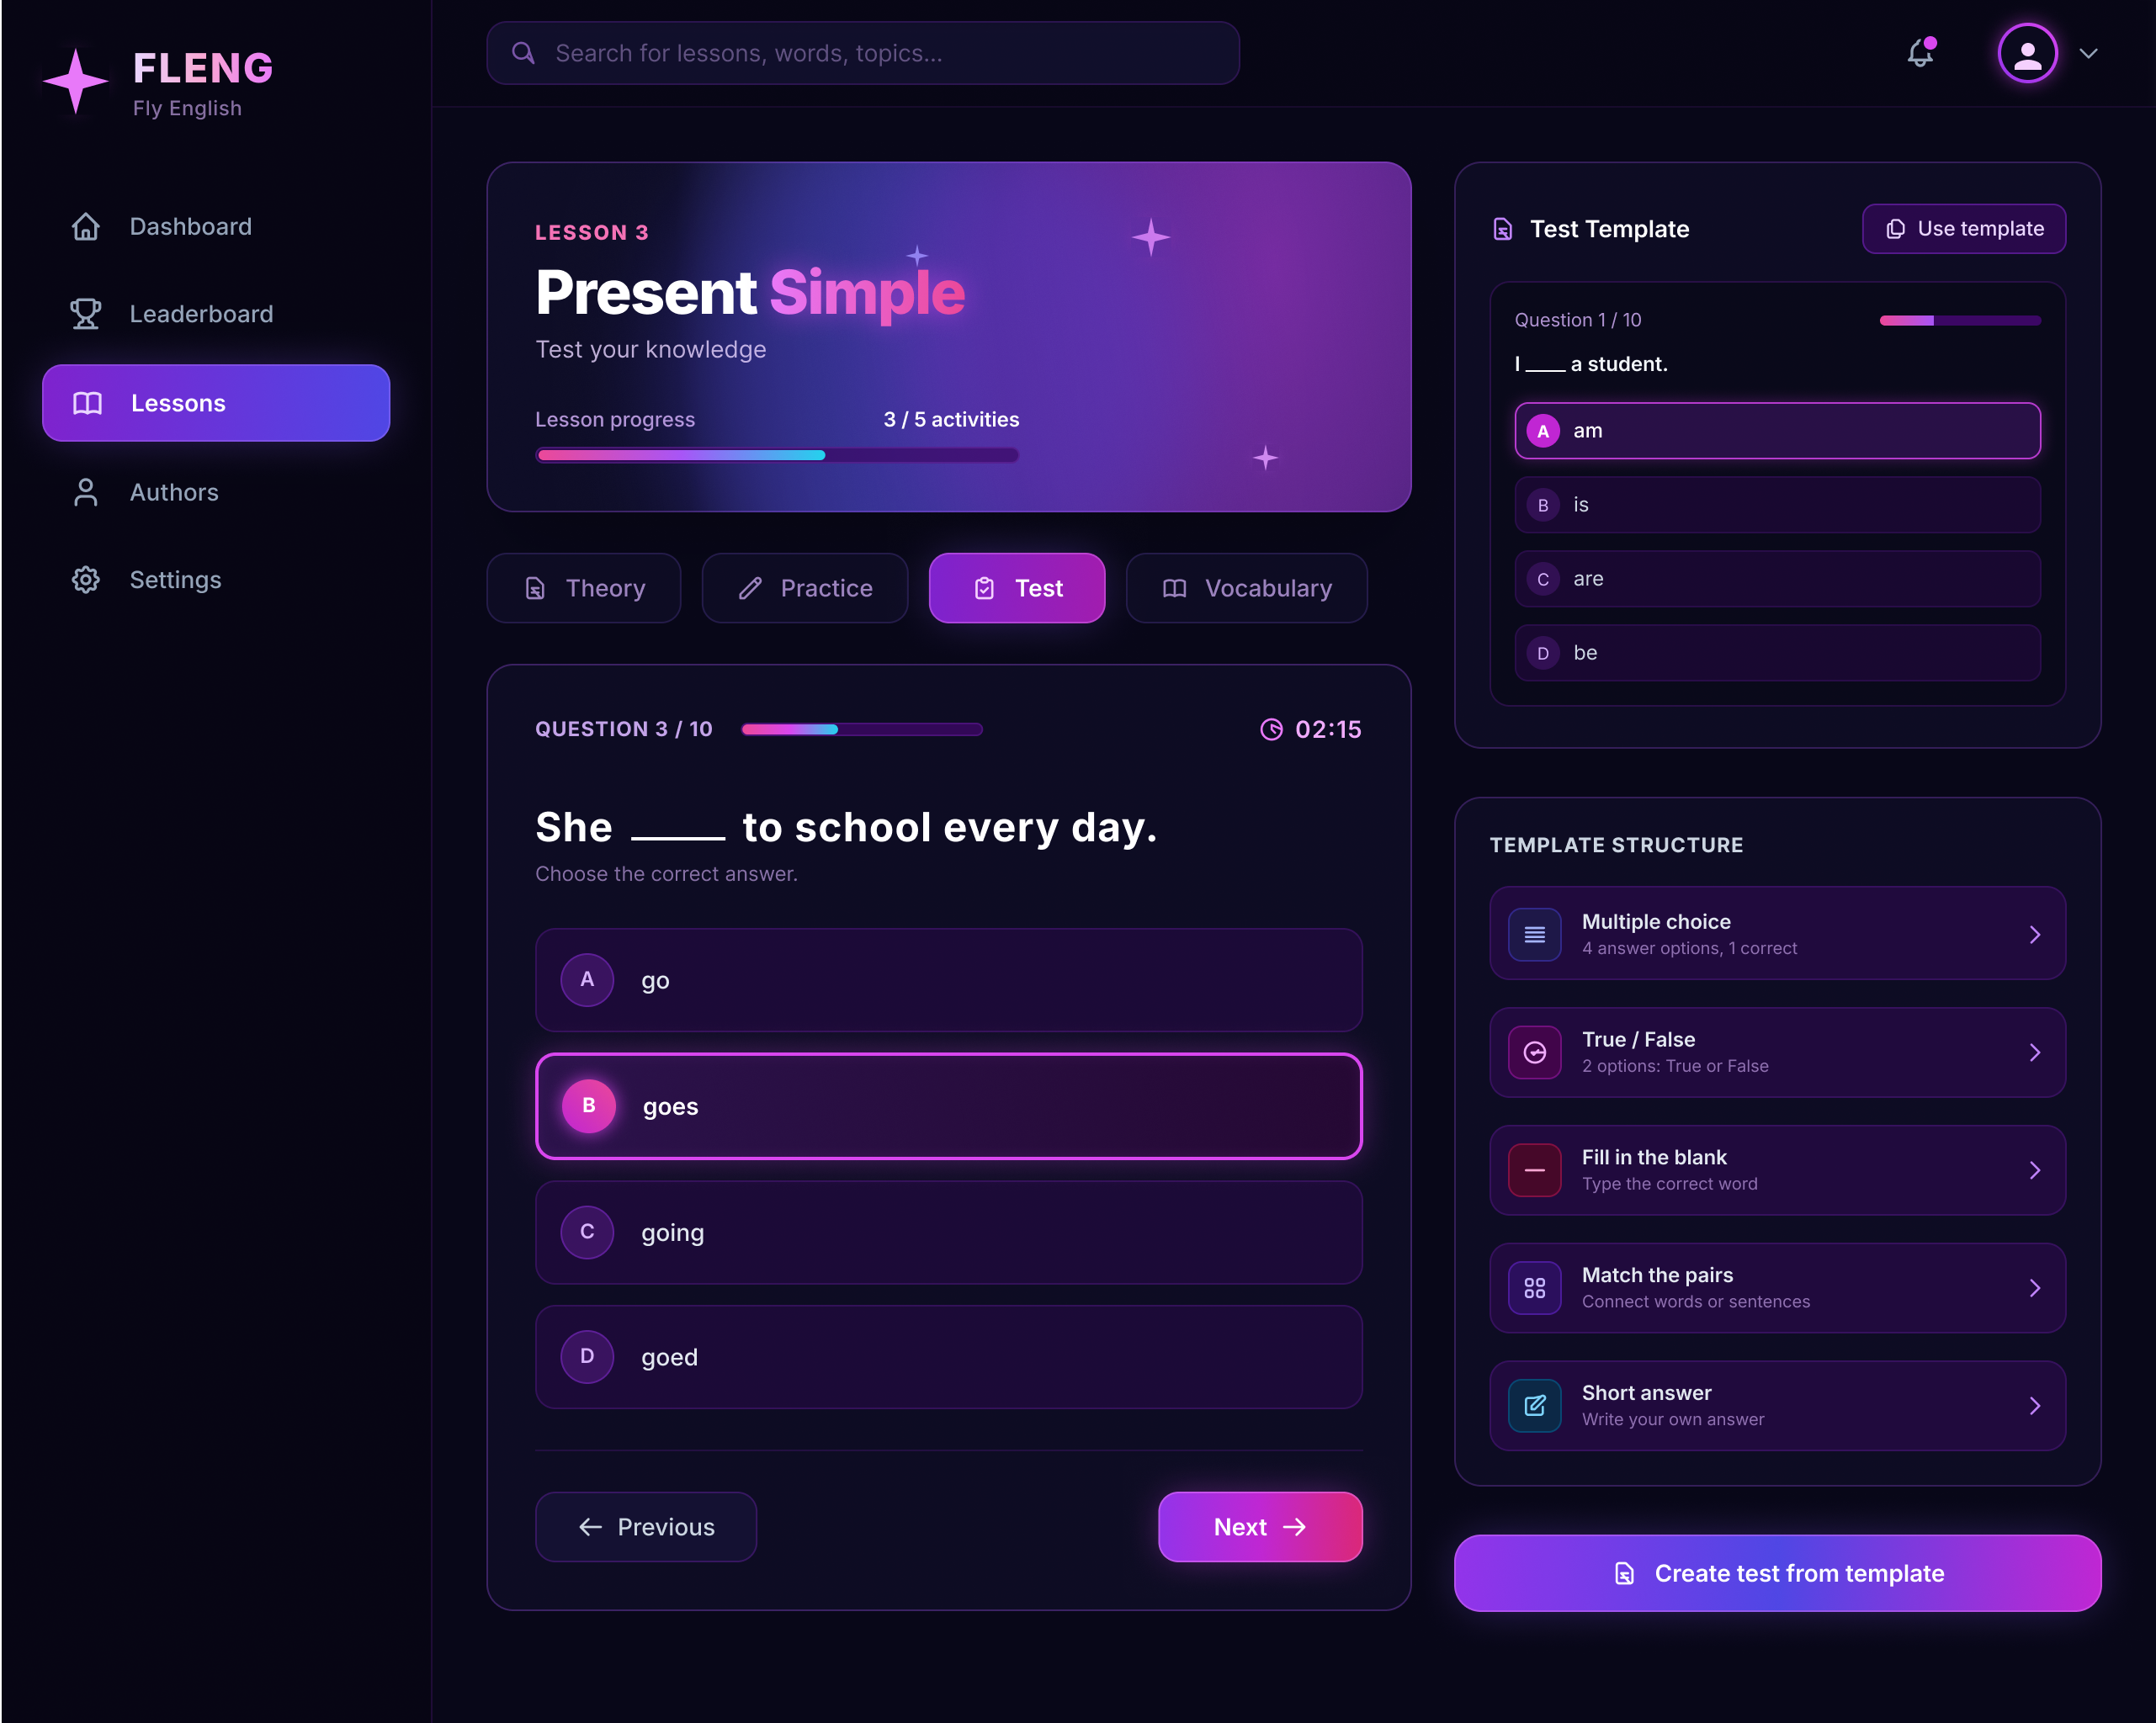 FLENG
Fly English
Dashboard
Leaderboard
Lessons
Authors
Settings
Search for lessons, words, topics...
LESSON 3
Present Simple
Test your knowledge
Lesson progress
3 / 5 activities
Theory
Practice
Test
Vocabulary
QUESTION 3 / 10
02:15
She _____ to school every day.
Choose the correct answer.
A go
B goes
C going
D goed
Previous
Next
Test Template
Use template
Question 1 / 10
I ____ a student.
A am
B is
C are
D be
TEMPLATE STRUCTURE
Multiple choice
4 answer options, 1 correct
True / False
2 options: True or False
Fill in the blank
Type the correct word
Match the pairs
Connect words or sentences
Short answer
Write your own answer
Create test from template